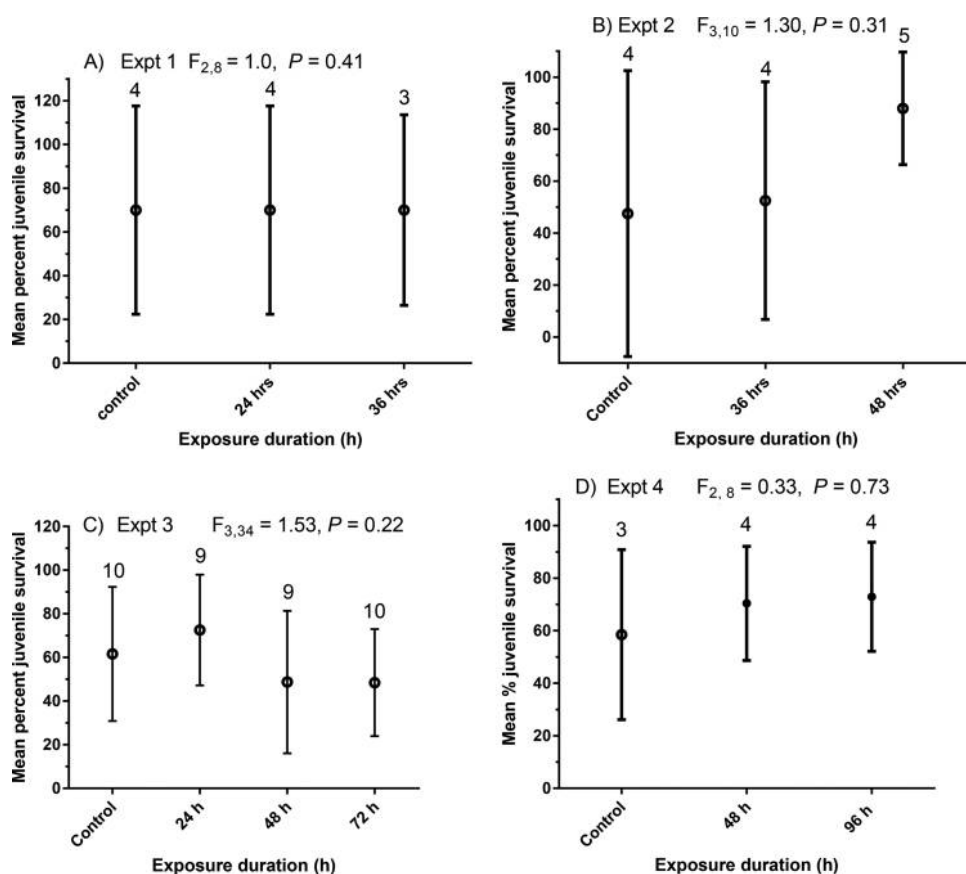 A) Expt 1 F2,8 = 1.0, P = 0.41
4 4 3
120
100
80
60
40
20
0
Mean percent juvenile survival
control 24 hrs 36 hrs
Exposure duration (h)
B) Expt 2 F3,10 = 1.30, P = 0.31
4 4 5
100
80
60
40
20
0
Mean percent juvenile survival
Control 36 hrs 48 hrs
Exposure duration (h)
C) Expt 3 F3,34 = 1.53, P = 0.22
10 9 9 10
120
100
80
60
40
20
0
Mean percent juvenile survival
Control 24 h 48 h 72 h
Exposure duration (h)
D) Expt 4 F2, 8 = 0.33, P = 0.73
3 4 4
100
80
60
40
20
0
Mean % juvenile survival
Control 48 h 96 h
Exposure duration (h)